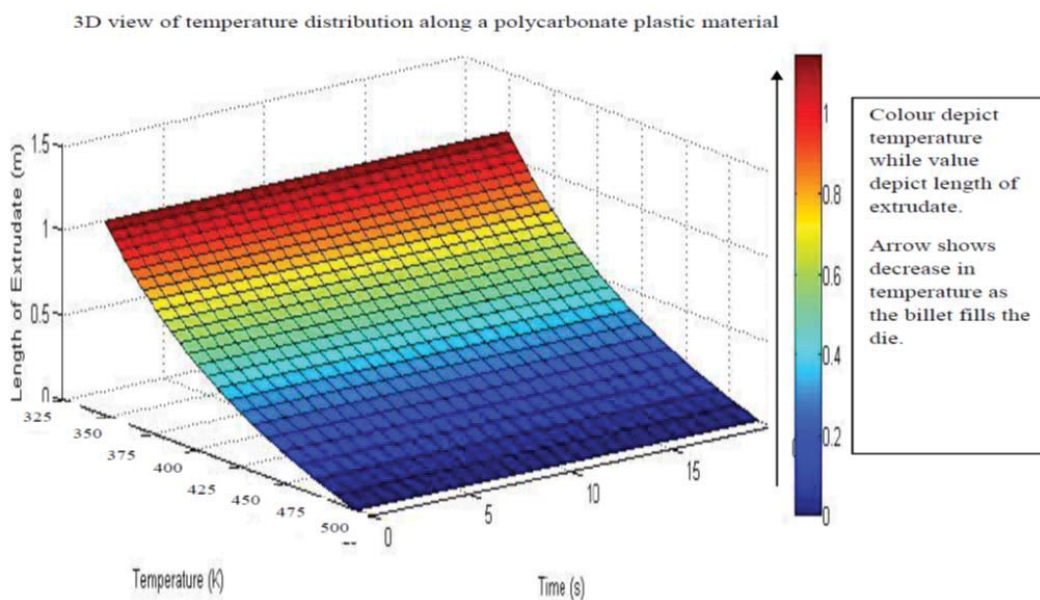 3D view of temperature distribution along a polycarbonate plastic material
Length of Extrudate (m)
1.5
1
0.5
0
325
350
375
400
425
450
475
500
Temperature (K)
0
5
10
15
Time (s)
1
0.8
0.6
0.4
0.2
0
Colour depict
temperature
while value
depict length of
extrudate.
Arrow shows
decrease in
temperature as
the billet fills the
die.